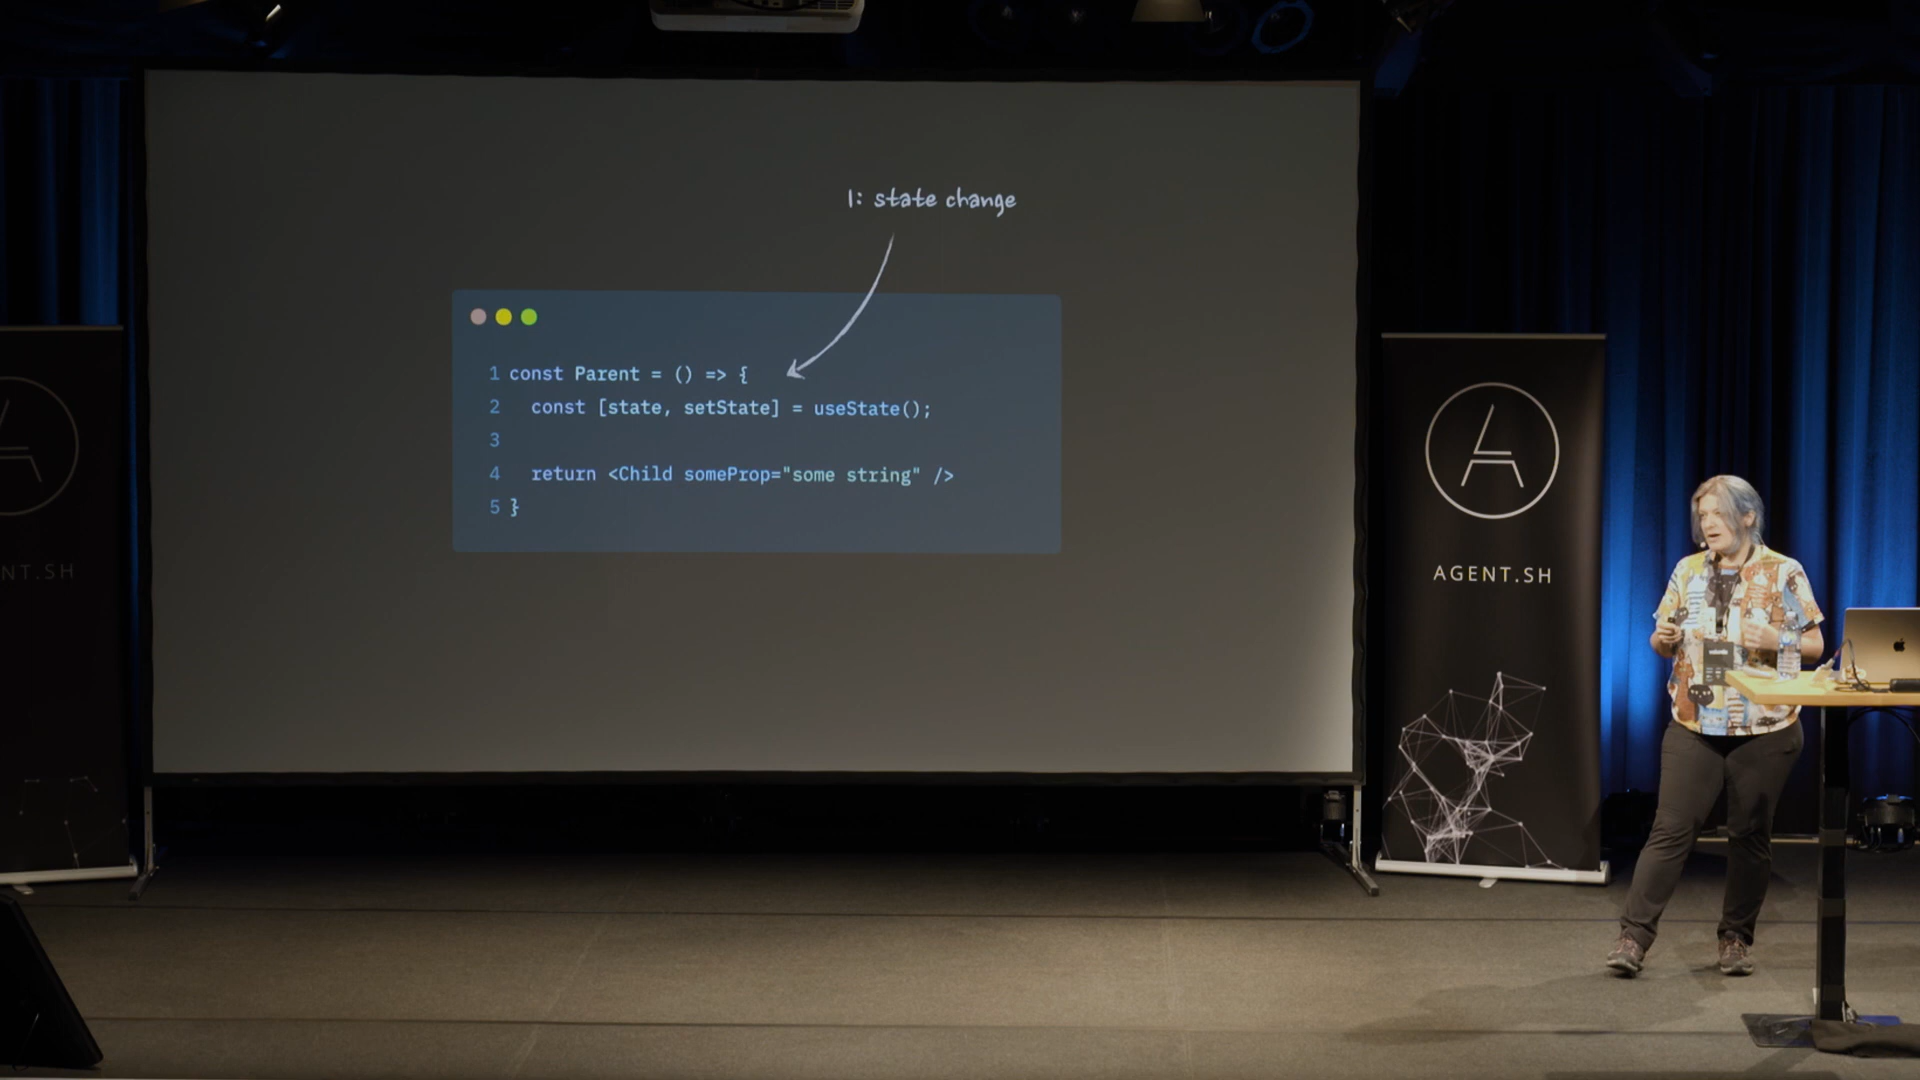 1: state change
1 const Parent = () => {
2 const [state, setState] = useState();
3
4 return <Child someProp="some string" />
5 }
NT.SH
AGENT.SH